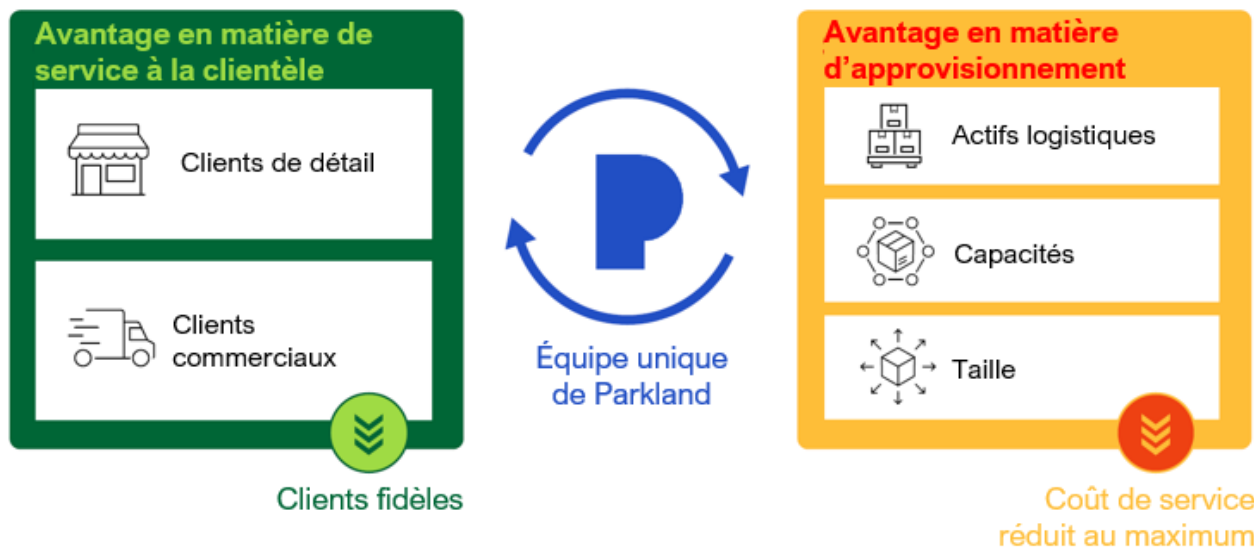 Avantage en matière de
service à la clientèle
Clients de détail
Clients
commerciaux
Clients fidèles
P
Équipe unique
de Parkland
Avantage en matière
d'approvisionnement
Actifs logistiques
Capacités
Taille
Coût de service
réduit au maximum